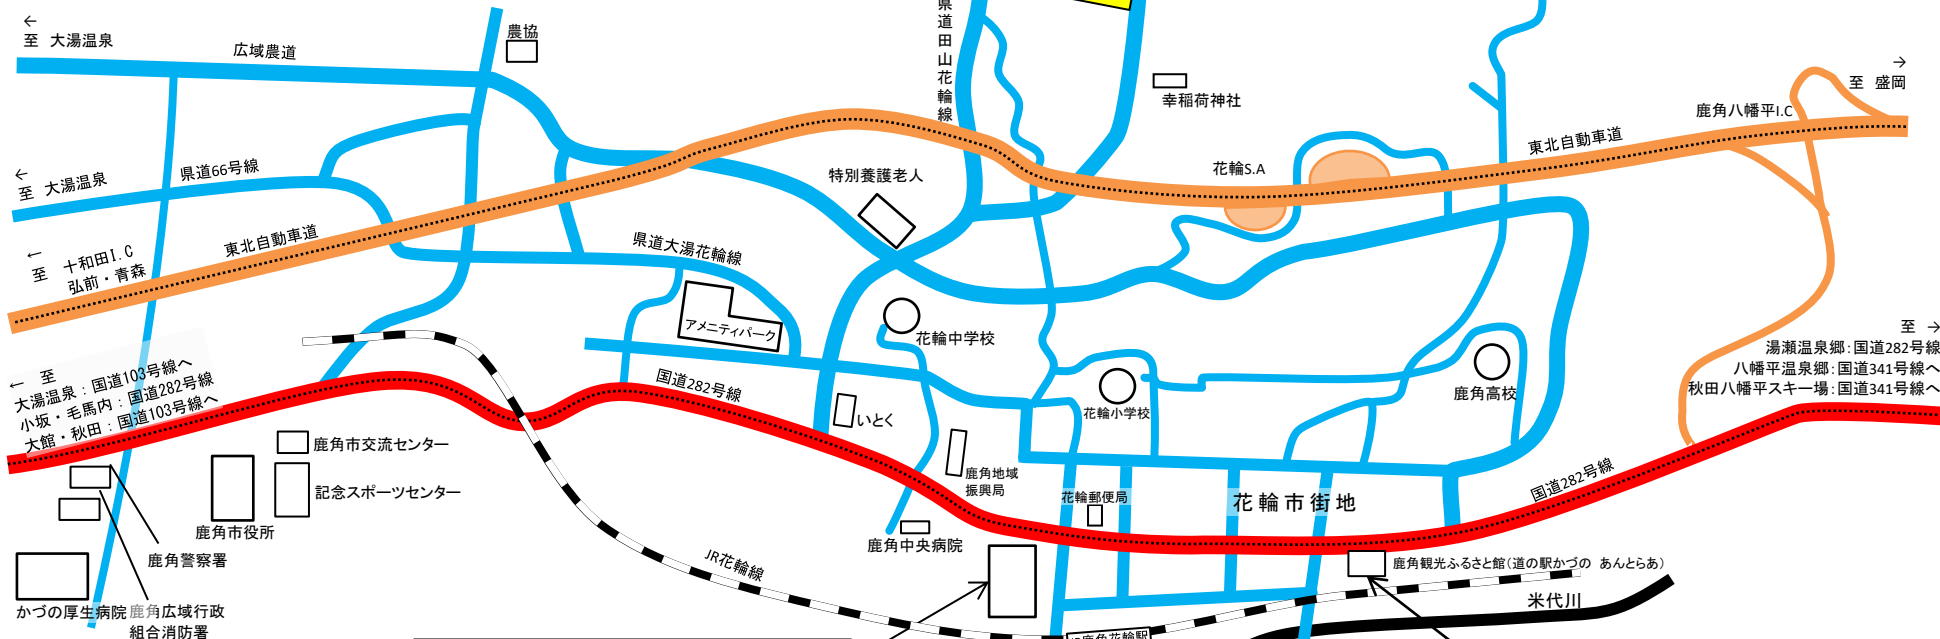 ←
至 大湯温泉
広域農道
農協
県道田山花輪線
幸稲荷神社
→
至 盛岡
鹿角八幡平I.C
東北自動車道
花輪S.A
特別養護老人
県道66号線
←
至 大湯温泉
東北自動車道
←
至 十和田I.C
弘前・青森
県道大湯花輪線
アメニティパーク
花輪中学校
← 至
大湯温泉:国道103号線へ
小坂・毛馬内:国道282号線
大館・秋田:国道103号線へ
国道282号線
いとく
花輪小学校
鹿角高校
至 →
湯瀬温泉郷:国道282号線
八幡平温泉郷:国道341号線へ
秋田八幡平スキー場:国道341号線へ
鹿角市交流センター
記念スポーツセンター
鹿角市役所
鹿角警察署
かづの厚生病院
鹿角広域行政
組合消防署
鹿角地域
振興局
花輪郵便局
花輪市街地
国道282号線
鹿角中央病院
JR花輪線
鹿角観光ふるさと館(道の駅かづの あんとらあ)
米代川
鹿角花輪駅